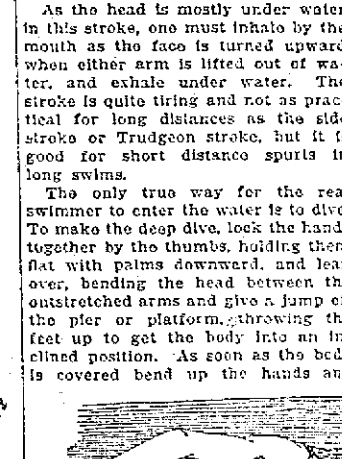 As the head is mostly under water
in this stroke, one must inhale by the
mouth as the face is turned upward
when either arm is lifted out of wa-
ter, and exhale under water. The
stroke is quite tiring and not as prac-
tical for long distances as the side
stroke or Trudgeon stroke, but it i
good for short distance spurts in
long swims.
The only true way for the rea
swimmer to enter the water is to dive
To make the deep dive, lock the hand
together by the thumbs, holding them
flat with palms downward, and lea
over, bending the head between th
outstretched arms and give a jump o
the pier or platform, throwing th
feet up to get the body into an in
clined position. As soon as the bod
is covered bend up the hands an